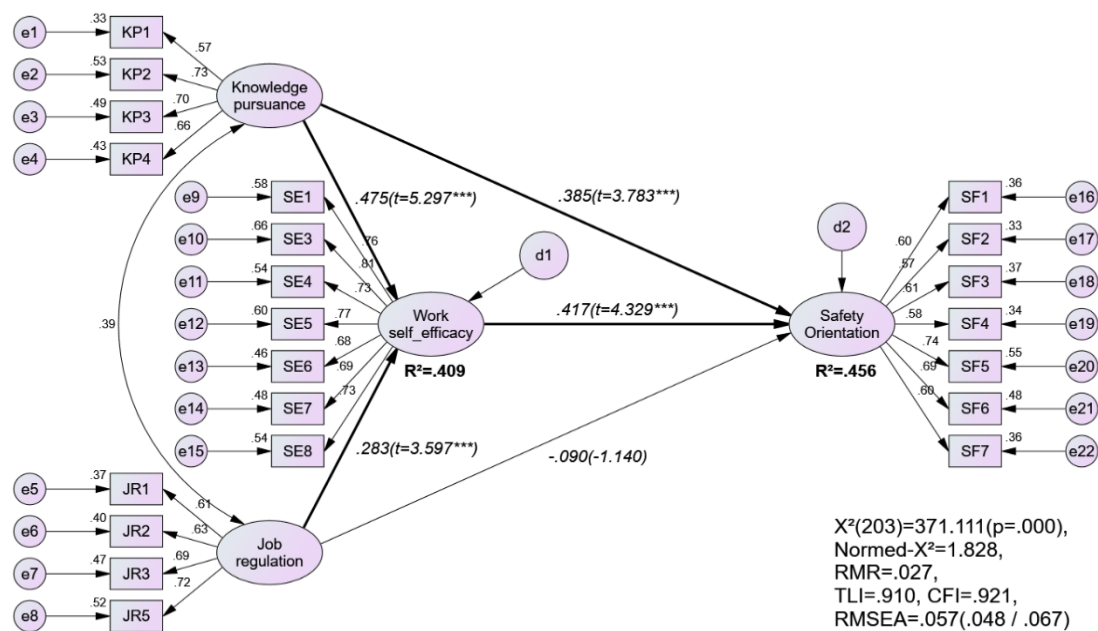 e1
.33
KP1
.57
e2
.53
KP2
.73
e3
.49
KP3
.70
e4
.43
KP4
.66
Knowledge
pursuance
e9
.58
SE1
.76
e10
.66
SE3
.81
e11
.54
SE4
.73
e12
.60
SE5
.77
e13
.46
SE6
.68
e14
.48
SE7
.69
e15
.54
SE8
.73
.475(t=5.297***)
.385(t=3.783***)
d1
d2
Work
self_efficacy
R²=.409
.417(t=4.329***)
Safety
Orientation
R²=.456
.39
.283(t=3.597***)
-.090(-1.140)
SF1
.36
e16
.60
SF2
.33
e17
.57
SF3
.37
e18
.61
SF4
.34
e19
.58
SF5
.55
e20
.74
SF6
.48
e21
.69
SF7
.36
e22
.60
e5
.37
JR1
.61
e6
.40
JR2
.63
e7
.47
JR3
.69
e8
.52
JR5
.72
Job
regulation
X²(203)=371.111(p=.000),
Normed-X²=1.828,
RMR=.027,
TLI=.910, CFI=.921,
RMSEA=.057(.048 / .067)